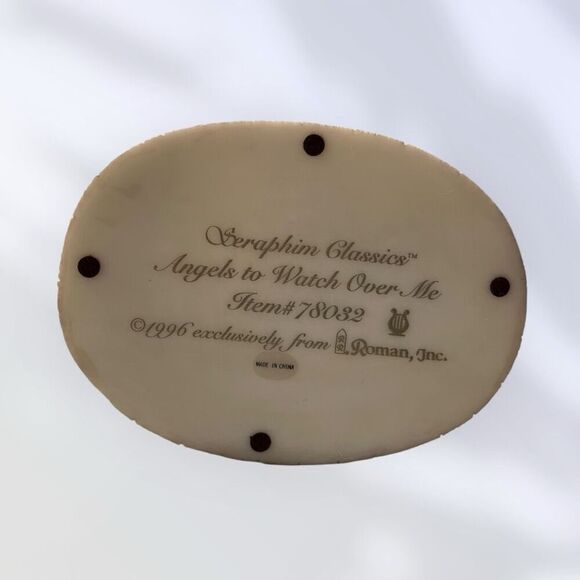 Seraphim Classics™
Angels to Watch Over Me
Item#78032
©1996 exclusively from Roman, Inc.
MADE IN CHINA